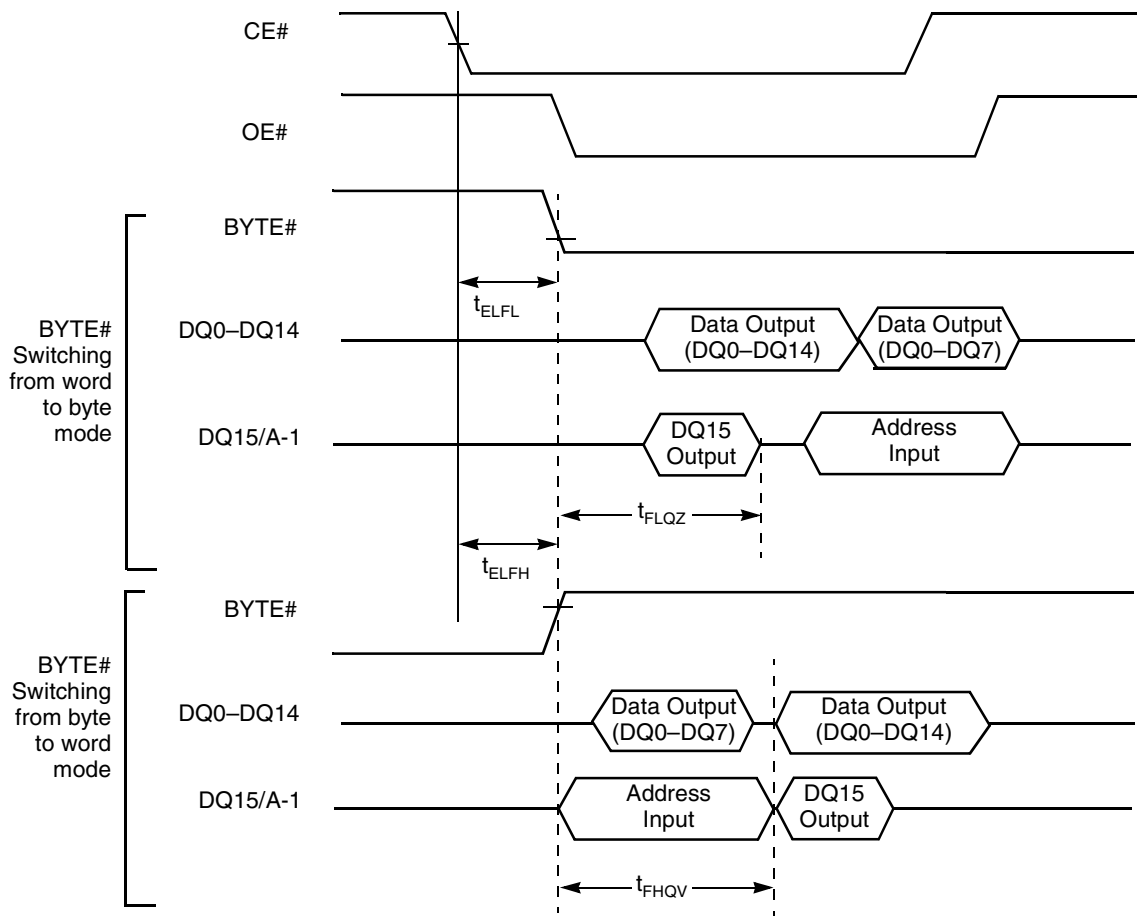 CE#
OE#
BYTE#
tELFL
BYTE#
Switching
from word
to byte
mode
DQ0–DQ14
Data Output
(DQ0–DQ14)
Data Output
(DQ0–DQ7)
DQ15/A-1
DQ15
Output
Address
Input
tFLQZ
tELFH
BYTE#
BYTE#
Switching
from byte
to word
mode
DQ0–DQ14
Data Output
(DQ0–DQ7)
Data Output
(DQ0–DQ14)
DQ15/A-1
Address
Input
DQ15
Output
tFHQV